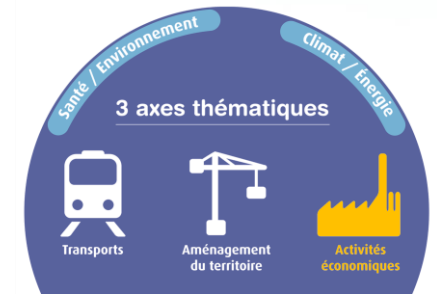 Santé / Environnement
Climat / Énergie
3 axes thématiques
Transports
Aménagement
du territoire
Activités
économiques